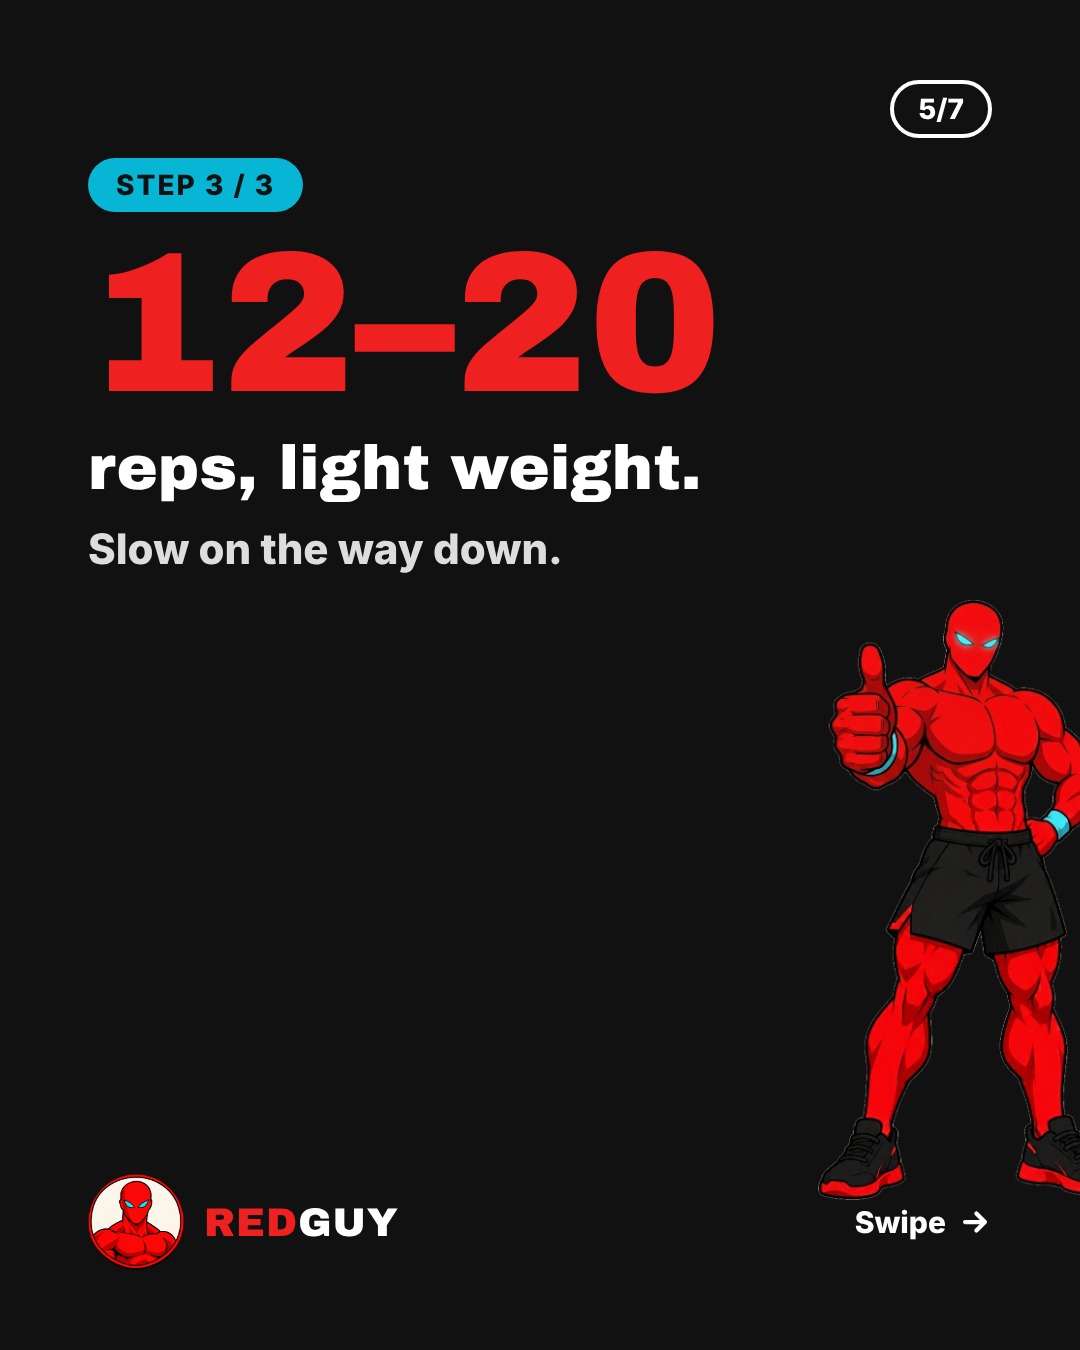 5/7
STEP 3 / 3
12–20
reps, light weight.
Slow on the way down.
REDGUY
Swipe →